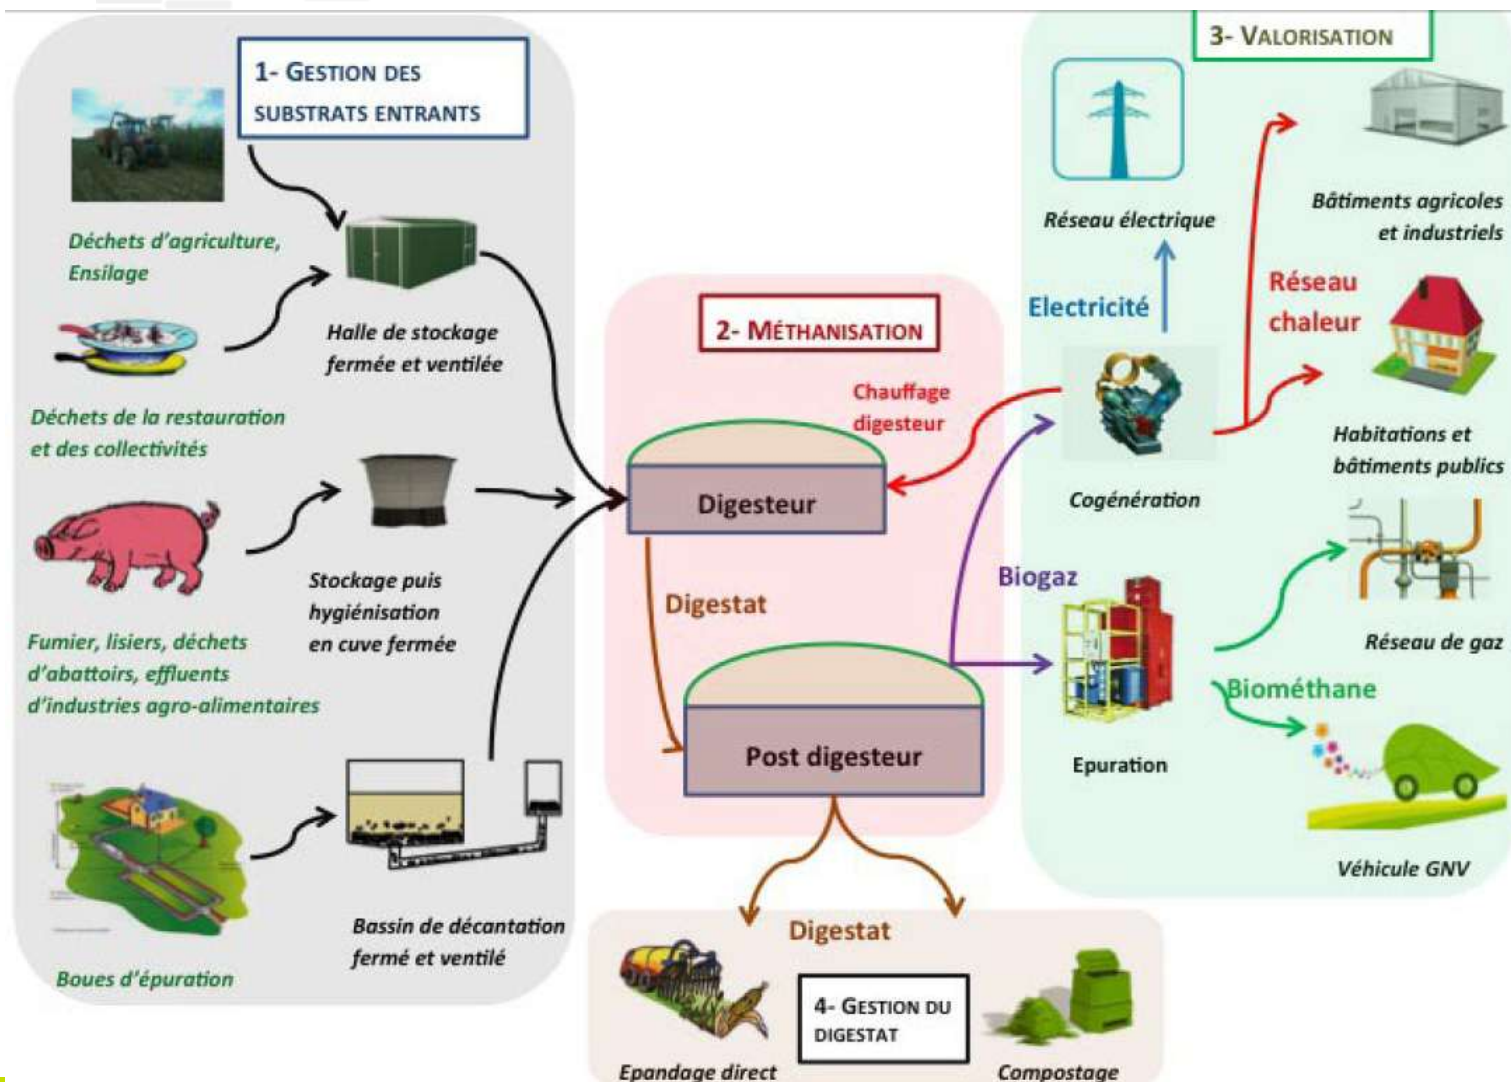 1- GESTION DES
SUBSTRATS ENTRANTS
Déchets d'agriculture,
Ensilage
Halle de stockage
fermée et ventilée
Déchets de la restauration
et des collectivités
Stockage puis
hygiénisation
en cuve fermée
Fumier, lisiers, déchets
d'abattoirs, effluents
d'industries agro-alimentaires
Bassin de décantation
fermé et ventilé
Boues d'épuration
2- MÉTHANISATION
Chauffage
digesteur
Digesteur
Digestat
Post digesteur
3- VALORISATION
Réseau électrique
Bâtiments agricoles
et industriels
Electricité
Réseau
chaleur
Habitations et
bâtiments publics
Cogénération
Biogaz
Réseau de gaz
Biométhane
Epuration
Véhicule GNV
Digestat
4- GESTION DU
DIGESTAT
Epandage direct
Compostage